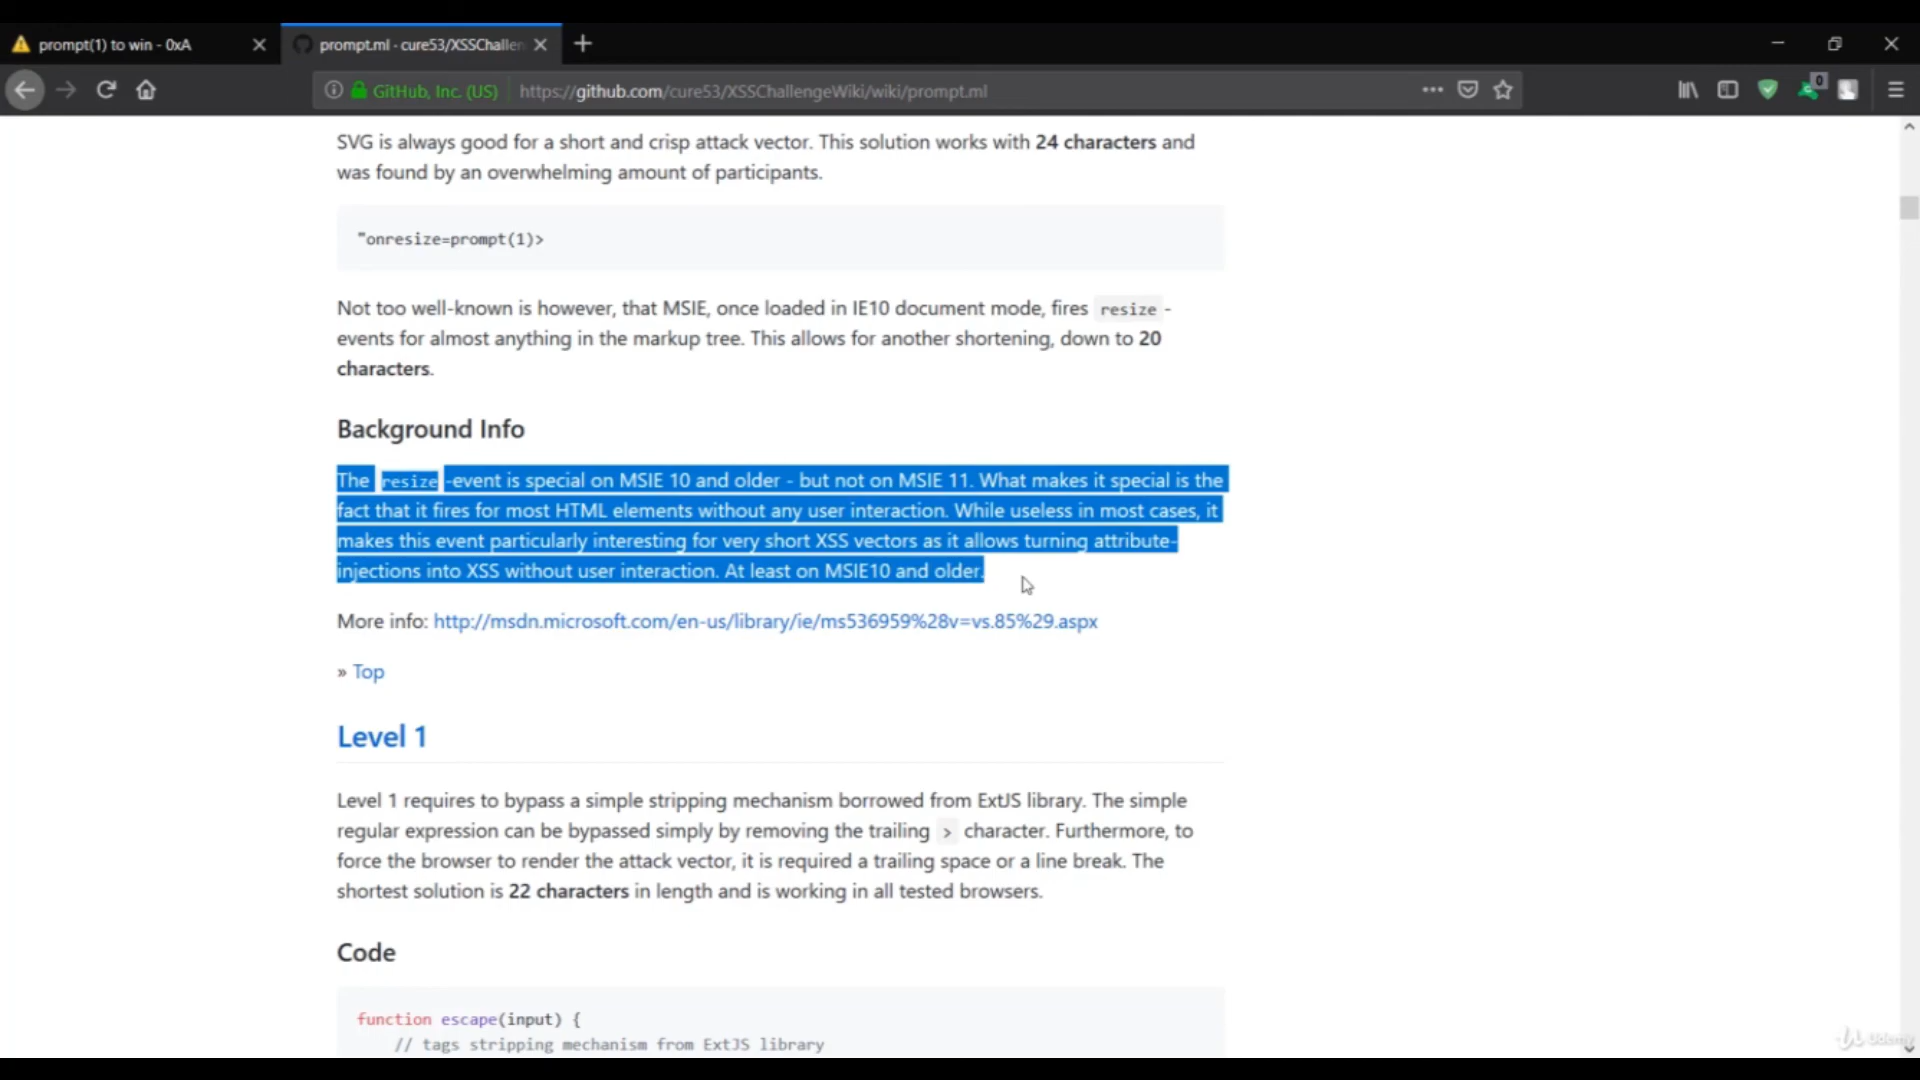 prompt(1) to win - 0xA
prompt.ml - cure53/XSSChallen
GitHub, Inc. (US)
https://github.com/cure53/XSSChallengeWiki/wiki/prompt.ml
0
SVG is always good for a short and crisp attack vector. This solution works with 24 characters and
was found by an overwhelming amount of participants.
"onresize=prompt(1)>
Not too well-known is however, that MSIE, once loaded in IE10 document mode, fires resize -
events for almost anything in the markup tree. This allows for another shortening, down to 20
characters.
Background Info
The resize -event is special on MSIE 10 and older - but not on MSIE 11. What makes it special is the
fact that it fires for most HTML elements without any user interaction. While useless in most cases, it
makes this event particularly interesting for very short XSS vectors as it allows turning attribute-
injections into XSS without user interaction. At least on MSIE10 and older.
More info: http://msdn.microsoft.com/en-us/library/ie/ms536959%28v=vs.85%29.aspx
» Top
Level 1
Level 1 requires to bypass a simple stripping mechanism borrowed from ExtJS library. The simple
regular expression can be bypassed simply by removing the trailing > character. Furthermore, to
force the browser to render the attack vector, it is required a trailing space or a line break. The
shortest solution is 22 characters in length and is working in all tested browsers.
Code
function escape(input) {
// tags stripping mechanism from ExtJS library
Udemy